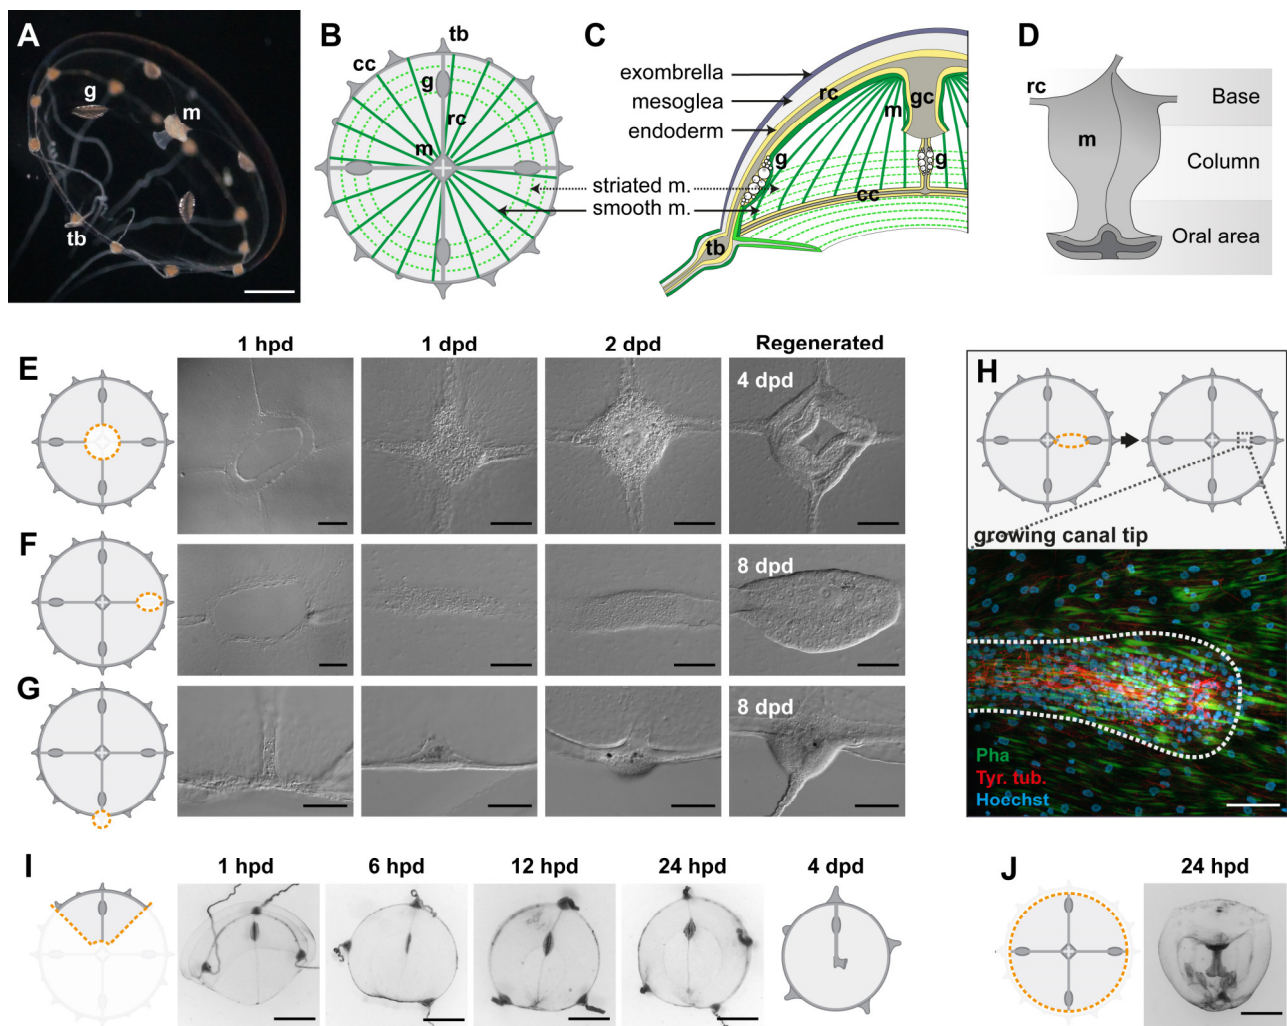 A
g
m
tb
B
tb
cc
g
rc
m
striated m.
smooth m.
C
exombrella
mesoglea
endoderm
rc
gc
m
g
g
cc
tb
D
rc
m
Base
Column
Oral area
1 hpd
1 dpd
2 dpd
Regenerated
E
4 dpd
F
8 dpd
G
8 dpd
H
growing canal tip
Pha
Tyr. tub.
Hoechst
I
1 hpd
6 hpd
12 hpd
24 hpd
4 dpd
J
24 hpd